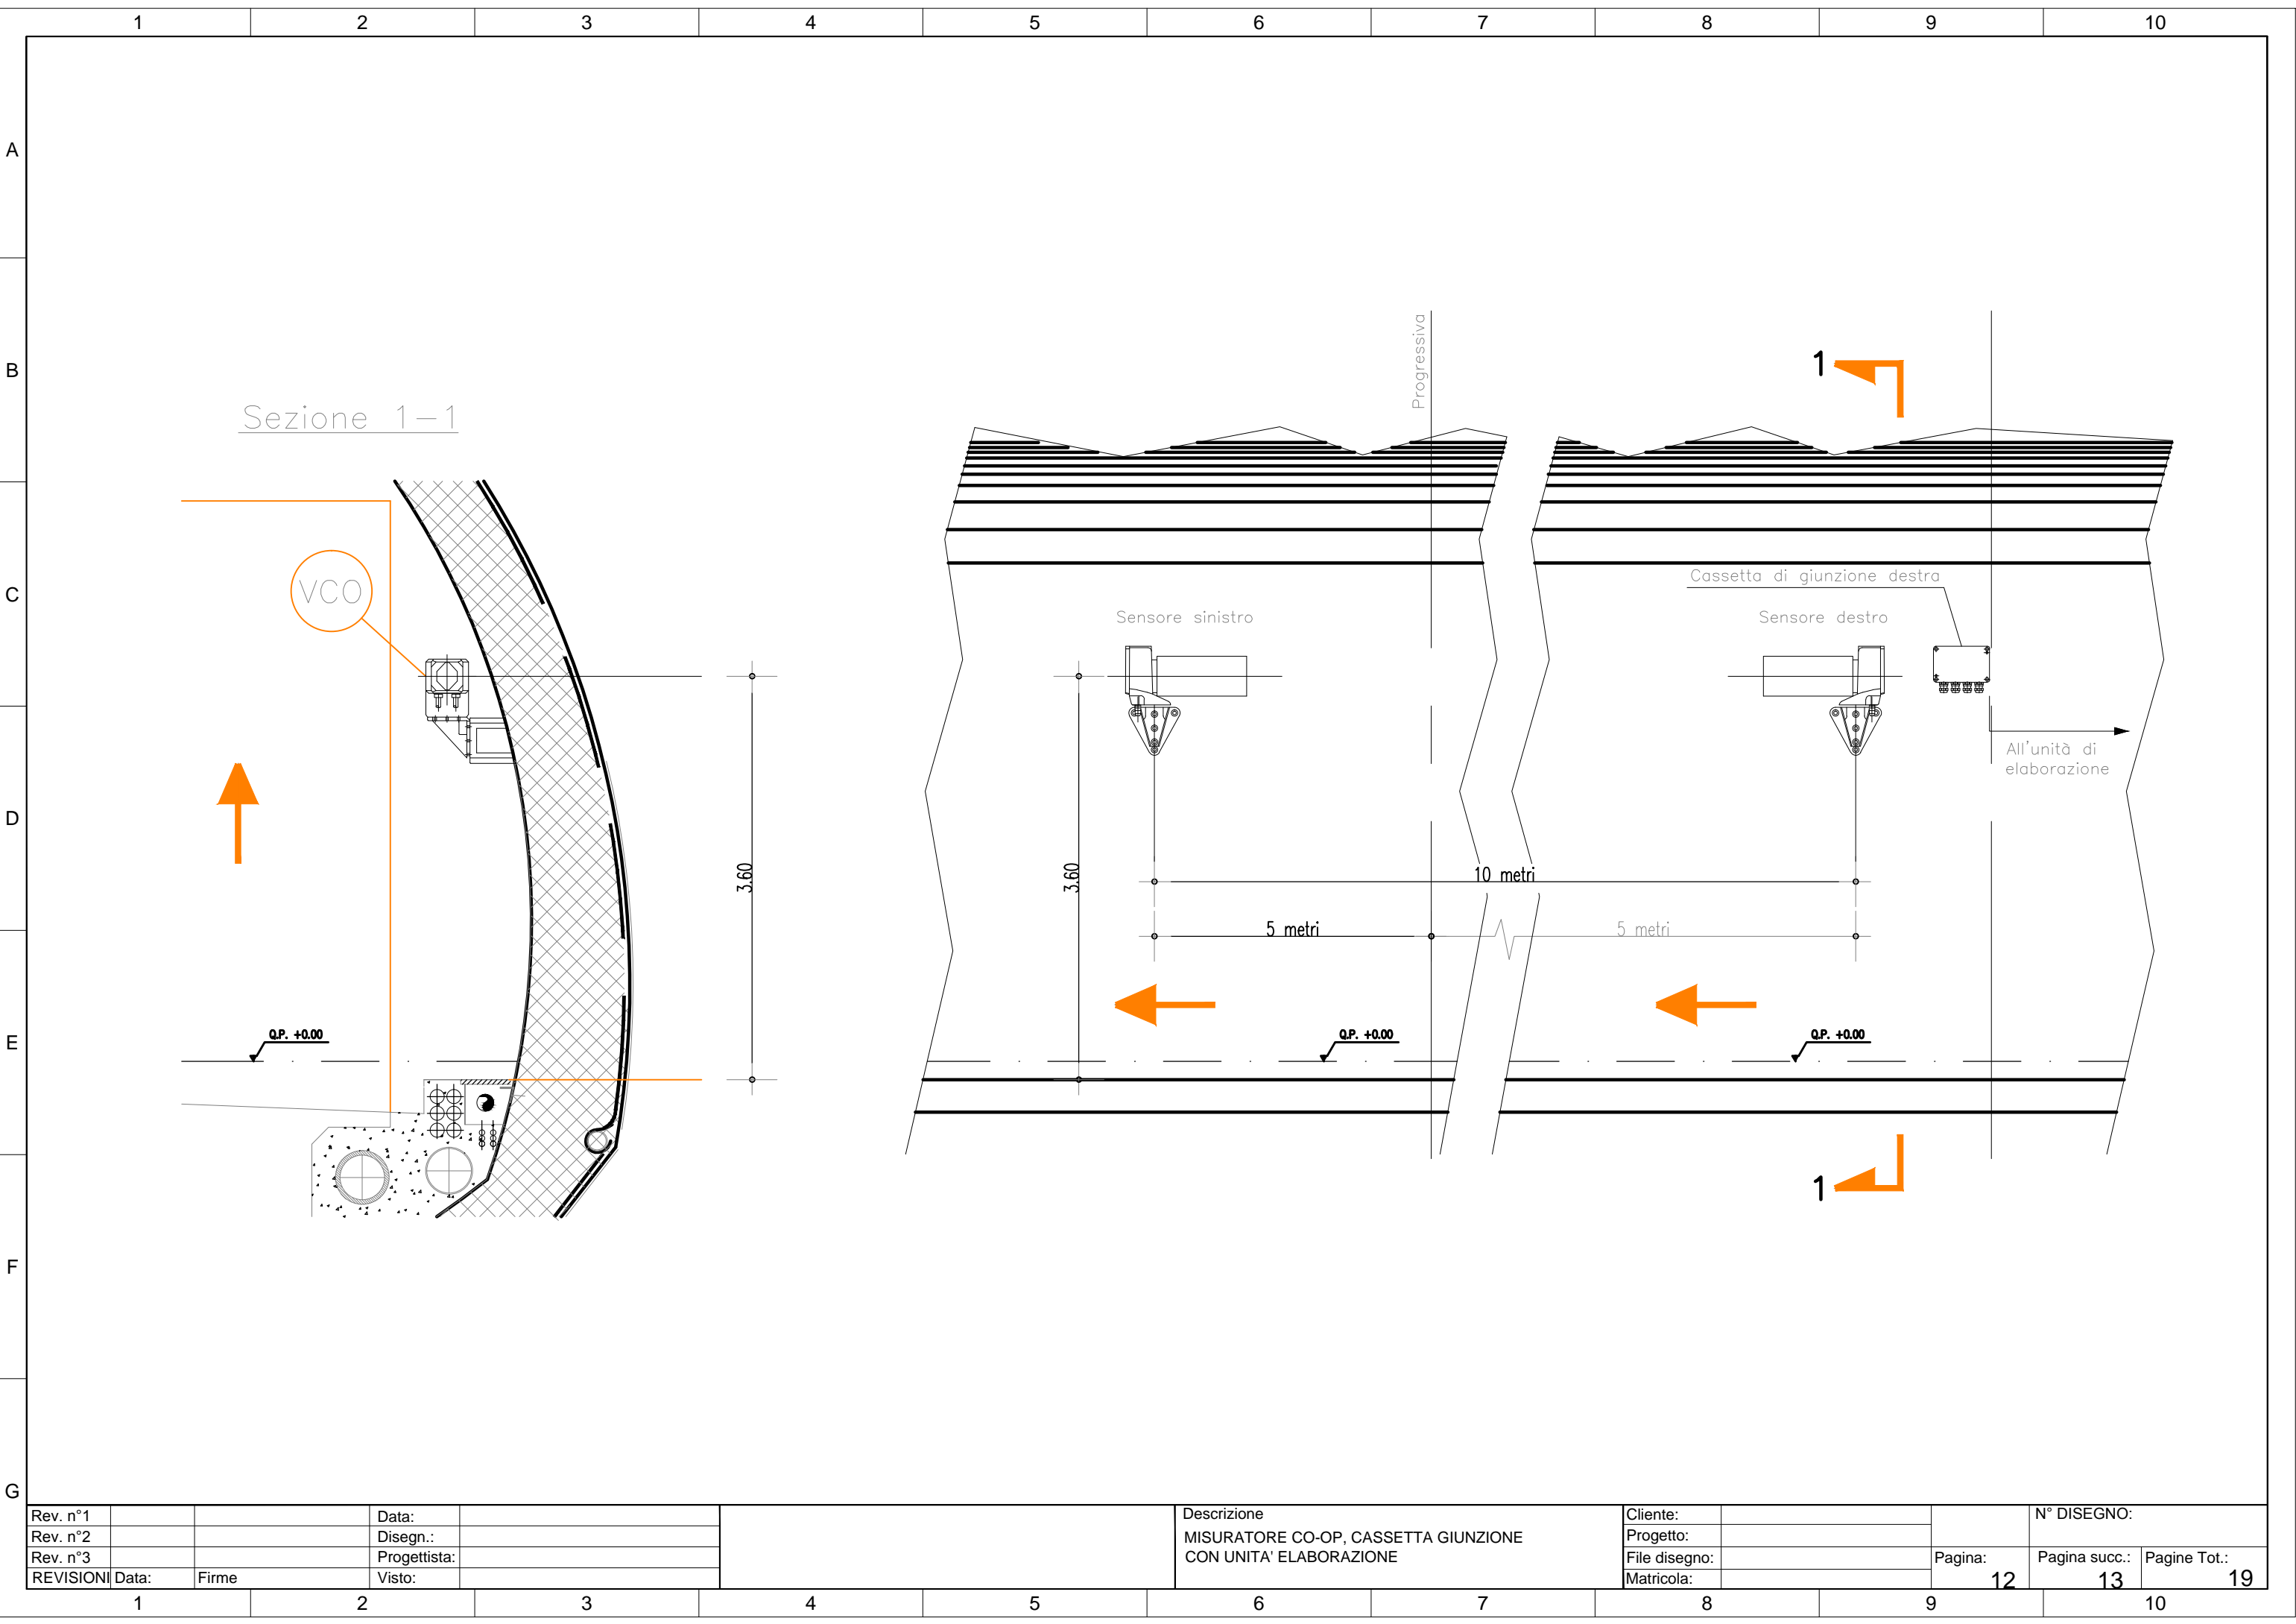 1 2 3 4 5 6 7 8 9 10
A
B
C
D
E
F
G
Sezione 1-1
VCO
3.60
Q.P. +0.00
Progressiva
1
Cassetta di giunzione destra
Sensore sinistro
Sensore destro
All'unità di
elaborazione
3.60
10 metri
5 metri
5 metri
Q.P. +0.00
Q.P. +0.00
1
Rev. n°1
Rev. n°2
Rev. n°3
REVISIONI Data: Firme
Data:
Disegn.:
Progettista:
Visto:
Descrizione
MISURATORE CO-OP, CASSETTA GIUNZIONE
CON UNITA' ELABORAZIONE
Cliente:
Progetto:
File disegno:
Matricola:
N° DISEGNO:
Pagina: 12
Pagina succ.: 13
Pagine Tot.: 19
1 2 3 4 5 6 7 8 9 10